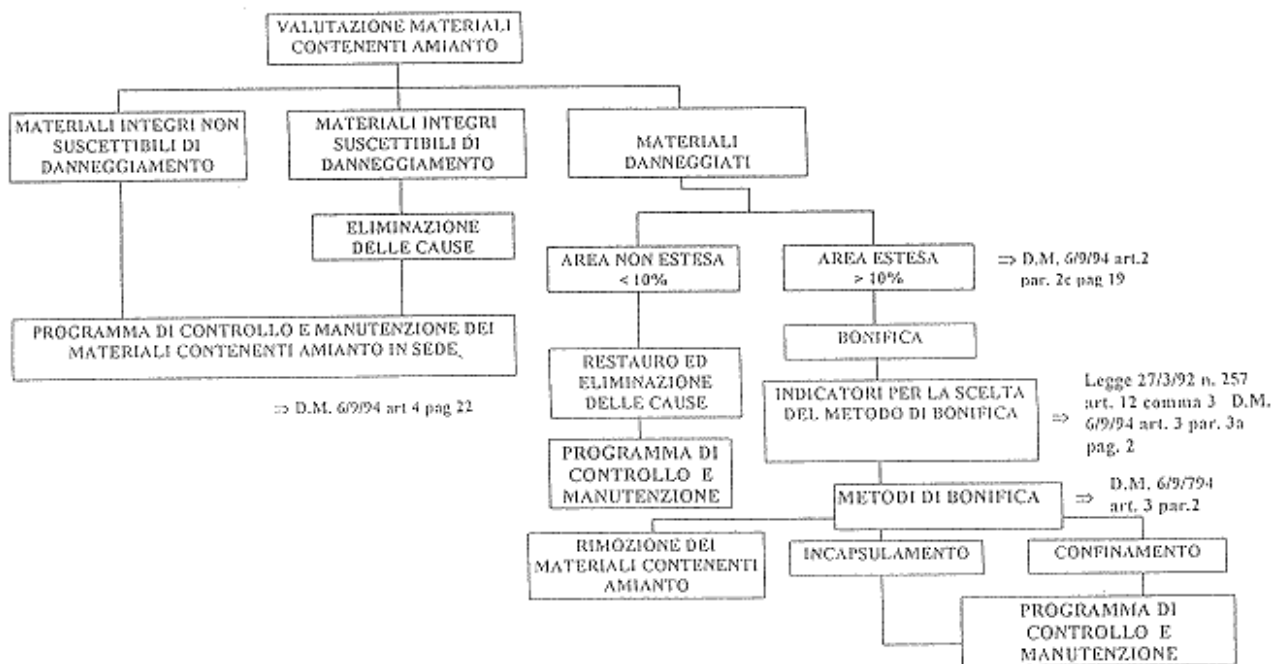 VALUTAZIONE MATERIALI
CONTENENTI AMIANTO
MATERIALI INTEGRI NON
SUSCETTIBILI DI
DANNEGGIAMENTO
MATERIALI INTEGRI
SUSCETTIBILI DI
DANNEGGIAMENTO
MATERIALI
DANNEGGIATI
ELIMINAZIONE
DELLE CAUSE
AREA NON ESTESA
< 10%
AREA ESTESA
> 10%
⇒ D.M. 6/9/94 art.2
par. 2c pag 19
PROGRAMMA DI CONTROLLO E MANUTENZIONE DEI
MATERIALI CONTENENTI AMIANTO IN SEDE
⇒ D.M. 6/9/94 art 4 pag 22
RESTAURO ED
ELIMINAZIONE
DELLE CAUSE
BONIFICA
INDICATORI PER LA SCELTA
DEL METODO DI BONIFICA
⇒ Legge 27/3/92 n. 257
art. 12 comma 3 D.M.
6/9/94 art. 3 par. 3a
pag. 2
PROGRAMMA DI
CONTROLLO E
MANUTENZIONE
METODI DI BONIFICA
⇒ D.M. 6/9/794
art. 3 par.2
RIMOZIONE DEI
MATERIALI CONTENENTI
AMIANTO
INCAPSULAMENTO
CONFINAMENTO
PROGRAMMA DI
CONTROLLO E
MANUTENZIONE